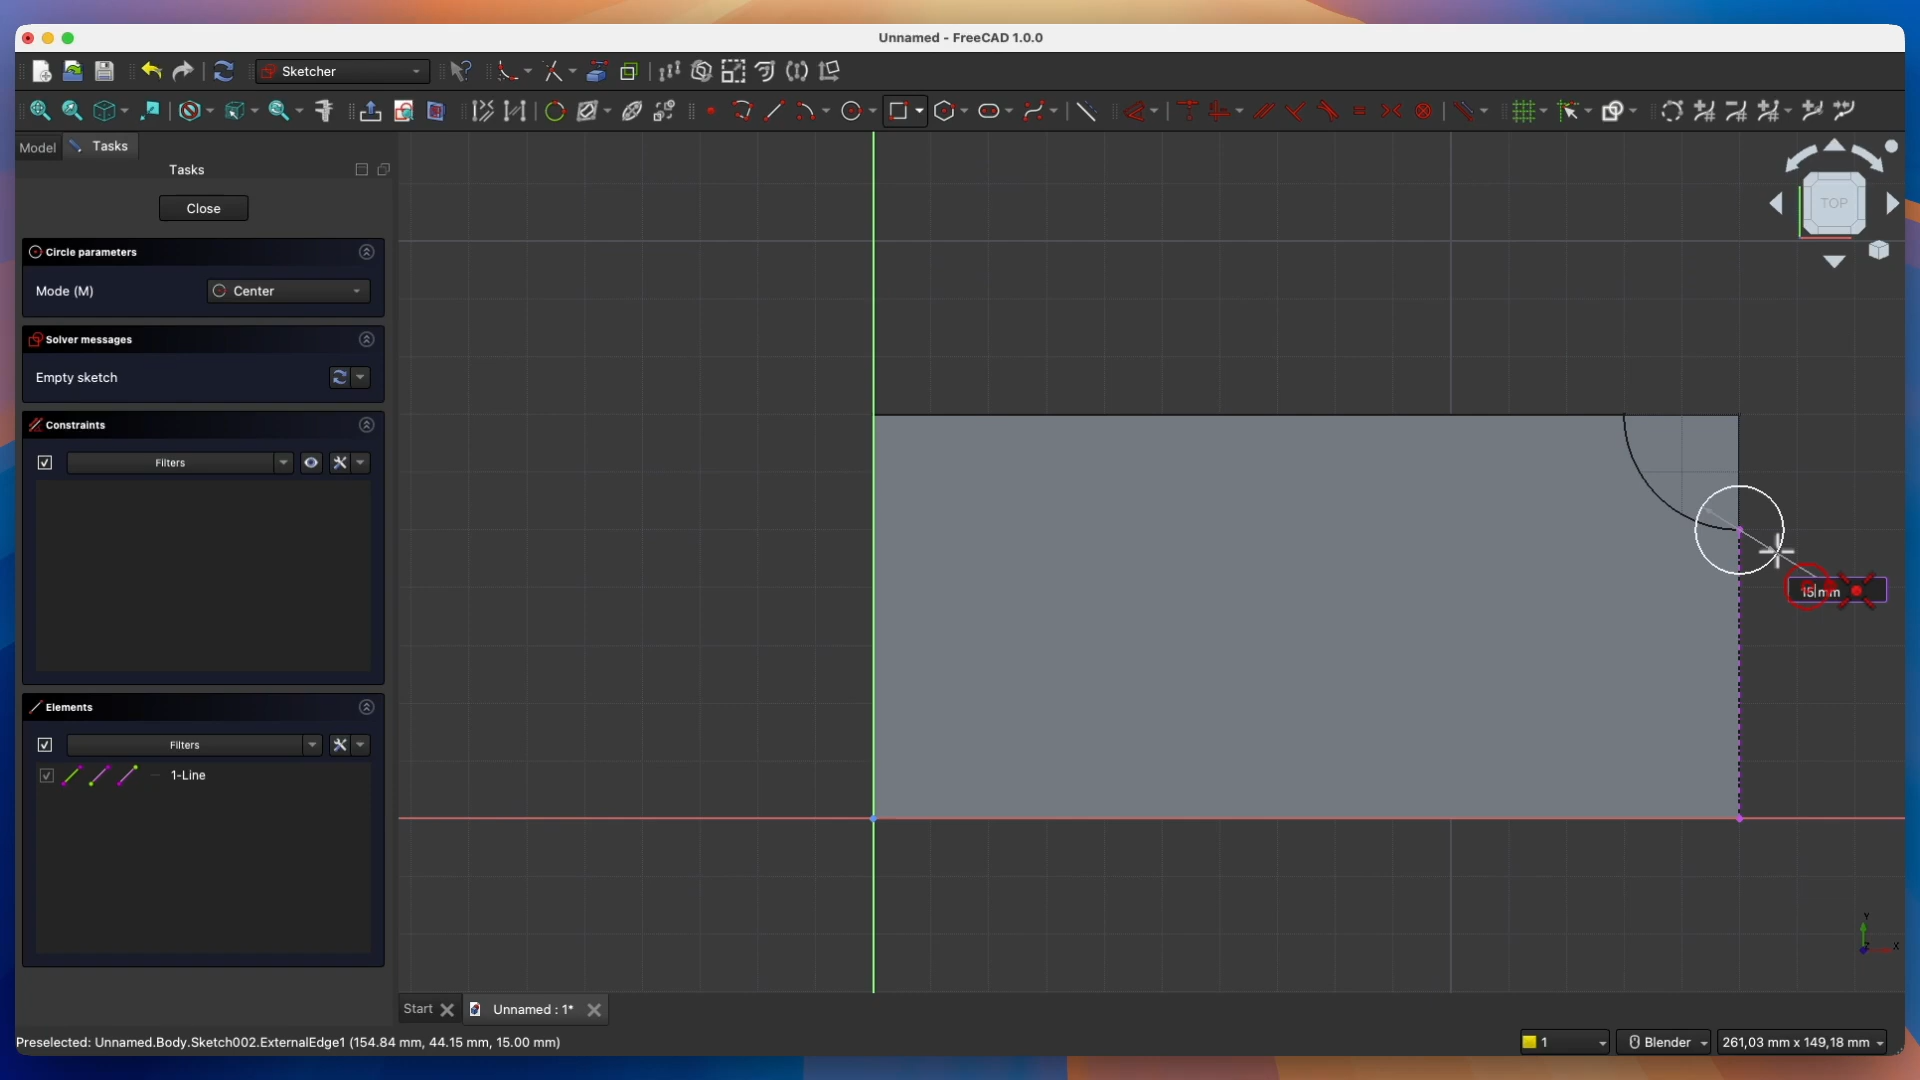 Unnamed - FreeCAD 1.0.0
Sketcher
Model
Tasks
Tasks
Close
Circle parameters
Mode (M)
Center
Solver messages
Empty sketch
Constraints
Filters
Elements
Filters
1-Line
TOP
15 mm
Y
Z
X
Start
Unnamed : 1*
Preselected: Unnamed.Body.Sketch002.ExternalEdge1 (154.84 mm, 44.15 mm, 15.00 mm)
1
Blender
261,03 mm x 149,18 mm